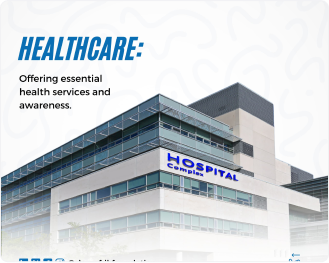 HEALTHCARE:
Offering essential
health services and
awareness.
HOSPITAL
Complex